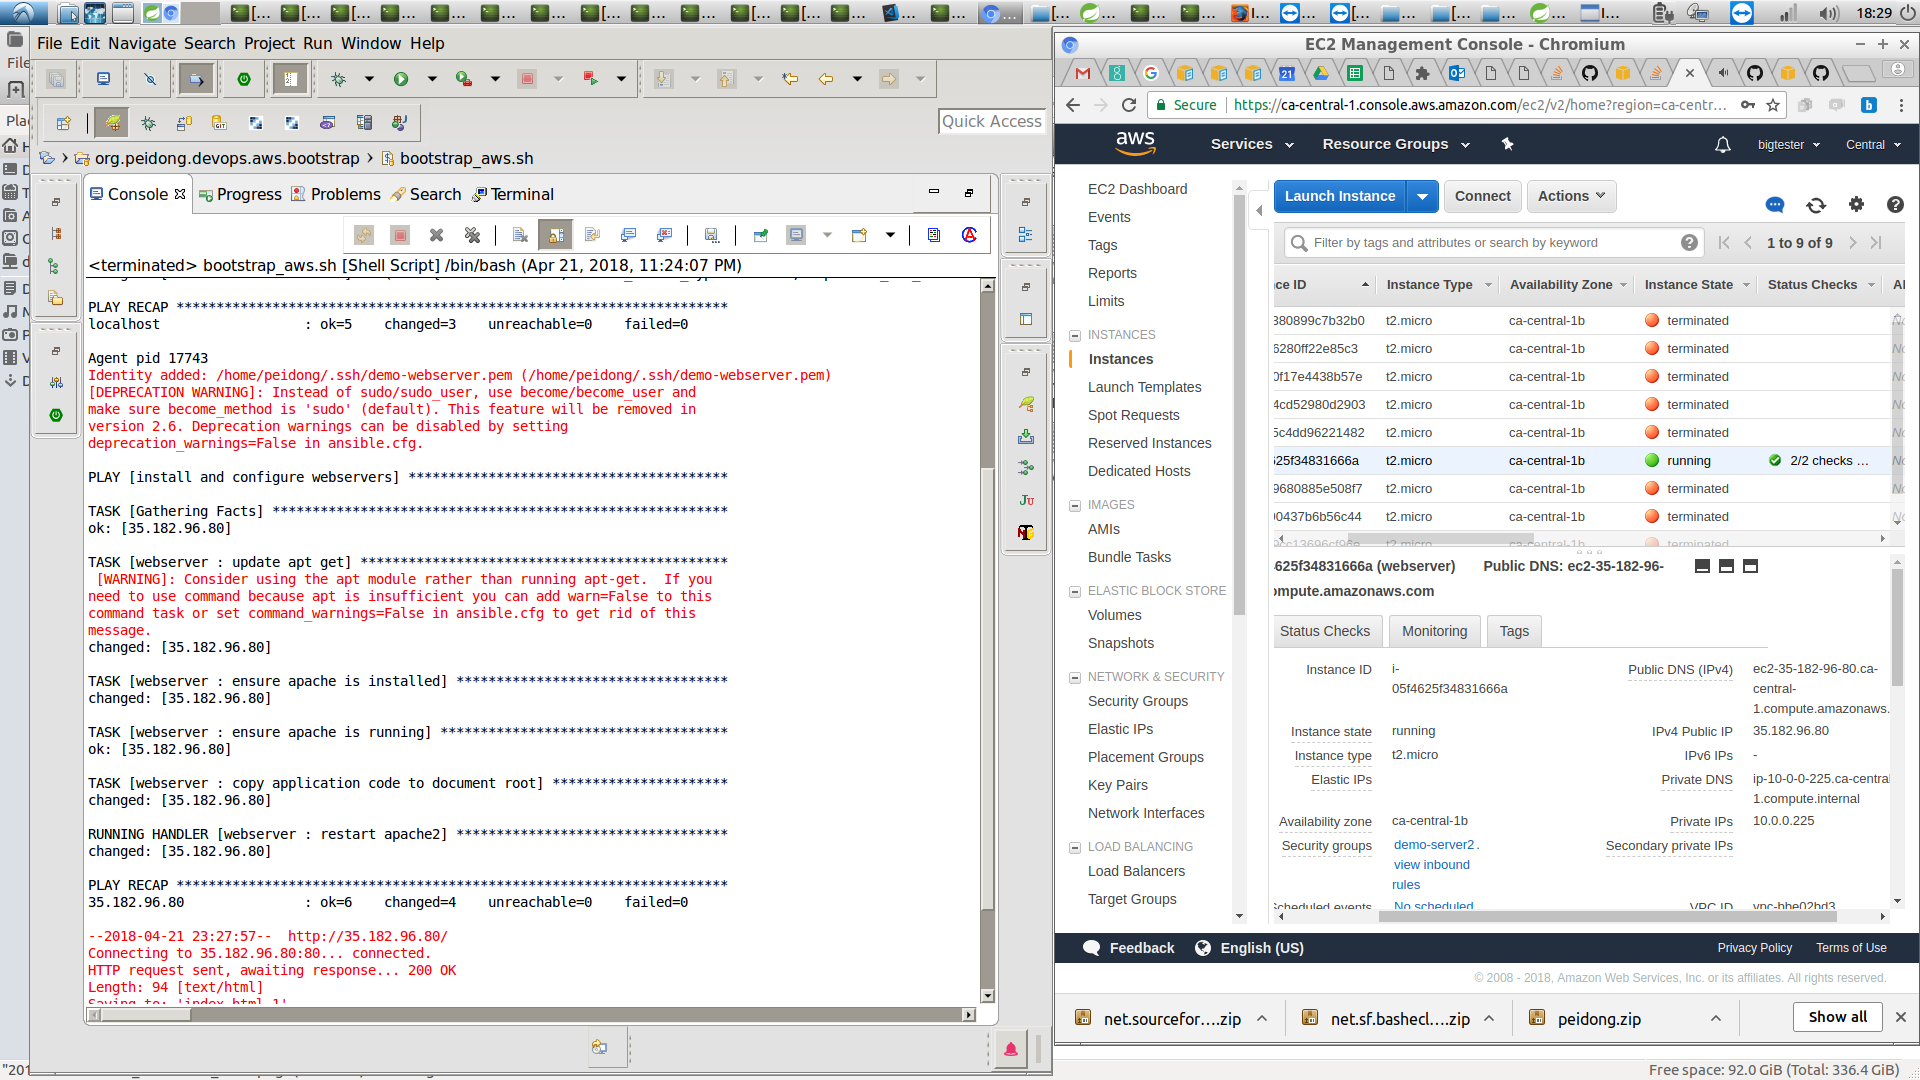 18:29
File Edit Navigate Search Project Run Window Help
Quick Access
org.peidong.devops.aws.bootstrap
bootstrap_aws.sh
Console
Progress
Problems
Search
Terminal
<terminated> bootstrap_aws.sh [Shell Script] /bin/bash (Apr 21, 2018, 11:24:07 PM)
PLAY RECAP *********************************************************************
localhost : ok=5 changed=3 unreachable=0 failed=0
Agent pid 17743
Identity added: /home/peidong/.ssh/demo-webserver.pem (/home/peidong/.ssh/demo-webserver.pem)
[DEPRECATION WARNING]: Instead of sudo/sudo_user, use become/become_user and
make sure become_method is 'sudo' (default). This feature will be removed in
version 2.6. Deprecation warnings can be disabled by setting
deprecation_warnings=False in ansible.cfg.
PLAY [install and configure webservers] ****************************************
TASK [Gathering Facts] *********************************************************
ok: [35.182.96.80]
TASK [webserver : update apt get] **********************************************
[WARNING]: Consider using the apt module rather than running apt-get.  If you
need to use command because apt is insufficient you can add warn=False to this
command task or set command_warnings=False in ansible.cfg to get rid of this
message.
changed: [35.182.96.80]
TASK [webserver : ensure apache is installed] **********************************
changed: [35.182.96.80]
TASK [webserver : ensure apache is running] ************************************
ok: [35.182.96.80]
TASK [webserver : copy application code to document root] **********************
changed: [35.182.96.80]
RUNNING HANDLER [webserver : restart apache2] **********************************
changed: [35.182.96.80]
PLAY RECAP *********************************************************************
35.182.96.80 : ok=6 changed=4 unreachable=0 failed=0
--2018-04-21 23:27:57--  http://35.182.96.80/
Connecting to 35.182.96.80:80... connected.
HTTP request sent, awaiting response... 200 OK
Length: 94 [text/html]
Saving to: 'index.html.1'
EC2 Management Console - Chromium
Secure
https://ca-central-1.console.aws.amazon.com/ec2/v2/home?region=ca-centr...
aws
Services
Resource Groups
bigtester
Central
EC2 Dashboard
Events
Tags
Reports
Limits
INSTANCES
Instances
Launch Templates
Spot Requests
Reserved Instances
Dedicated Hosts
IMAGES
AMIs
Bundle Tasks
ELASTIC BLOCK STORE
Volumes
Snapshots
NETWORK & SECURITY
Security Groups
Elastic IPs
Placement Groups
Key Pairs
Network Interfaces
LOAD BALANCING
Load Balancers
Target Groups
Launch Instance
Connect
Actions
Filter by tags and attributes or search by keyword
1 to 9 of 9
ce ID Instance Type Availability Zone Instance State Status Checks Al
380899c7b32b0 t2.micro ca-central-1b terminated
6280ff22e85c3 t2.micro ca-central-1b terminated
0f17e4438b57e t2.micro ca-central-1b terminated
4cd52980d2903 t2.micro ca-central-1b terminated
5c4dd96221482 t2.micro ca-central-1b terminated
625f34831666a t2.micro ca-central-1b running 2/2 checks ...
9680885e508f7 t2.micro ca-central-1b terminated
00437b6b56c44 t2.micro ca-central-1b terminated
t2.micro ca-central-1b terminated
4625f34831666a (webserver) Public DNS: ec2-35-182-96-
ompute.amazonaws.com
Status Checks
Monitoring
Tags
Instance ID i-
05f4625f34831666a
Public DNS (IPv4) ec2-35-182-96-80.ca-
central-
1.compute.amazonaws.
Instance state running
IPv4 Public IP 35.182.96.80
Instance type t2.micro
IPv6 IPs -
Elastic IPs
Private DNS ip-10-0-0-225.ca-central
1.compute.internal
Availability zone ca-central-1b
Private IPs 10.0.0.225
Security groups demo-server2.
view inbound
rules
Secondary private IPs
Scheduled events No scheduled
VPC ID vpc-bbe02bd3
Feedback
English (US)
Privacy Policy
Terms of Use
© 2008 - 2018, Amazon Web Services, Inc. or its affiliates. All rights reserved.
net.sourcefor....zip
net.sf.bashecl....zip
peidong.zip
Show all
Free space: 92.0 GiB (Total: 336.4 GiB)